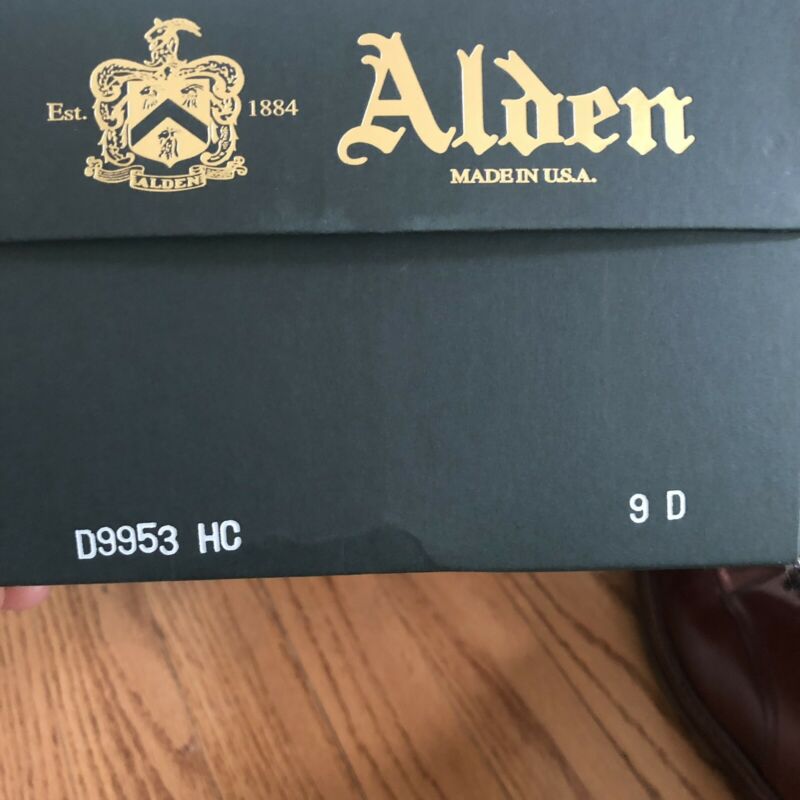 Est. 1884
ALDEN
Alden
MADE IN U.S.A.
D9953 HC
9 D